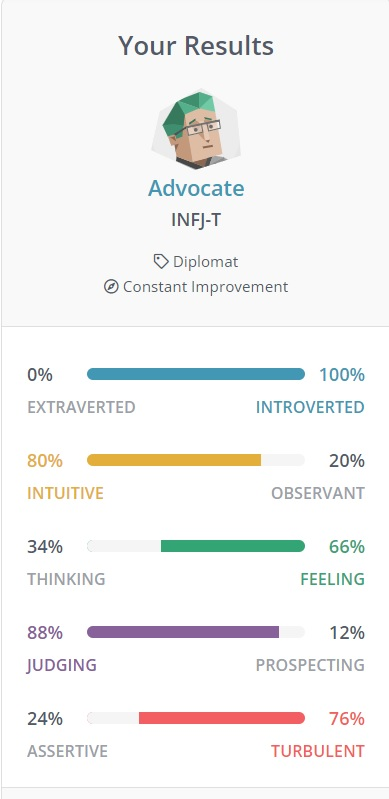 Your Results
Advocate
INFJ-T
Diplomat
Constant Improvement
0% 100%
EXTRAVERTED INTROVERTED
80% 20%
INTUITIVE OBSERVANT
34% 66%
THINKING FEELING
88% 12%
JUDGING PROSPECTING
24% 76%
ASSERTIVE TURBULENT